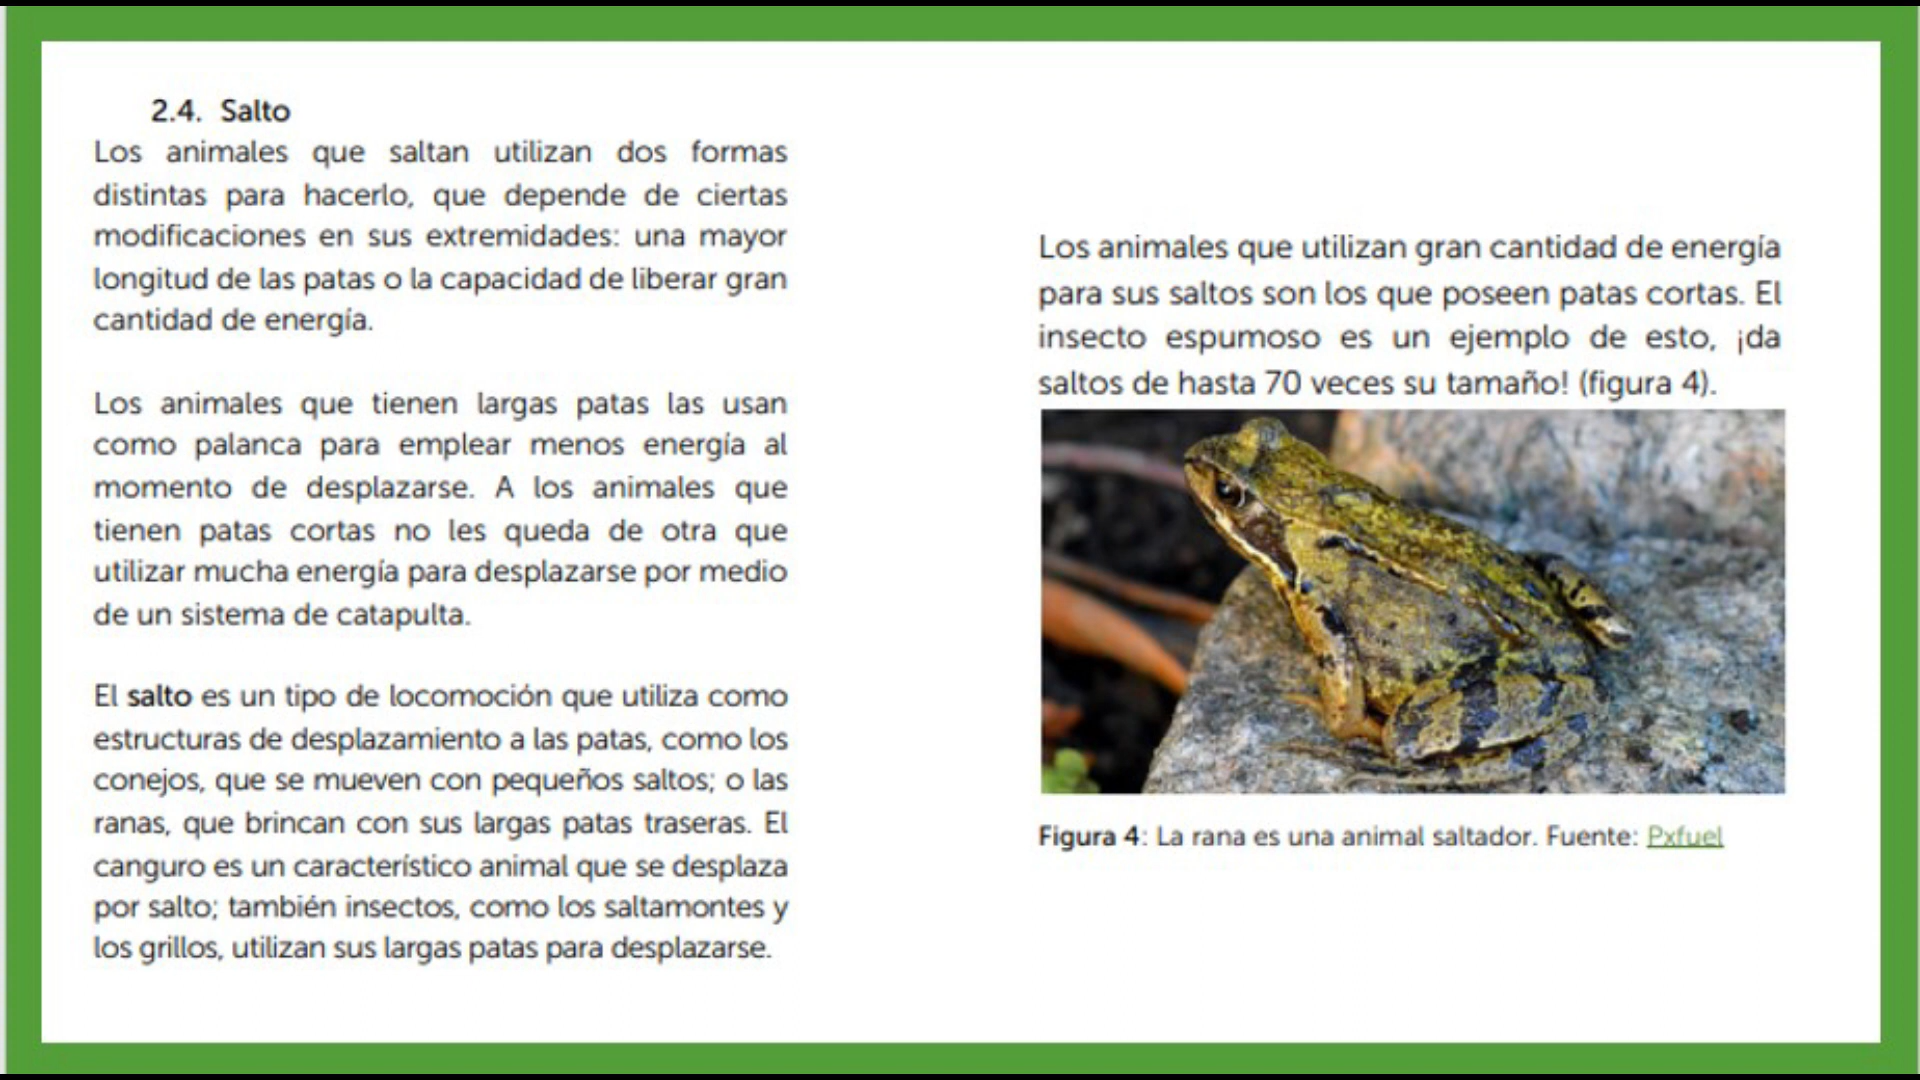 2.4. Salto
Los animales que saltan utilizan dos formas
distintas para hacerlo, que depende de ciertas
modificaciones en sus extremidades: una mayor
longitud de las patas o la capacidad de liberar gran
cantidad de energía.
Los animales que tienen largas patas las usan
como palanca para emplear menos energía al
momento de desplazarse. A los animales que
tienen patas cortas no les queda de otra que
utilizar mucha energía para desplazarse por medio
de un sistema de catapulta.
El salto es un tipo de locomoción que utiliza como
estructuras de desplazamiento a las patas, como los
conejos, que se mueven con pequeños saltos; o las
ranas, que brincan con sus largas patas traseras. El
canguro es un característico animal que se desplaza
por salto; también insectos, como los saltamontes y
los grillos, utilizan sus largas patas para desplazarse.
Los animales que utilizan gran cantidad de energía
para sus saltos son los que poseen patas cortas. El
insecto espumoso es un ejemplo de esto, ¡da
saltos de hasta 70 veces su tamaño! (figura 4).
Figura 4: La rana es una animal saltador. Fuente: Pxfuel